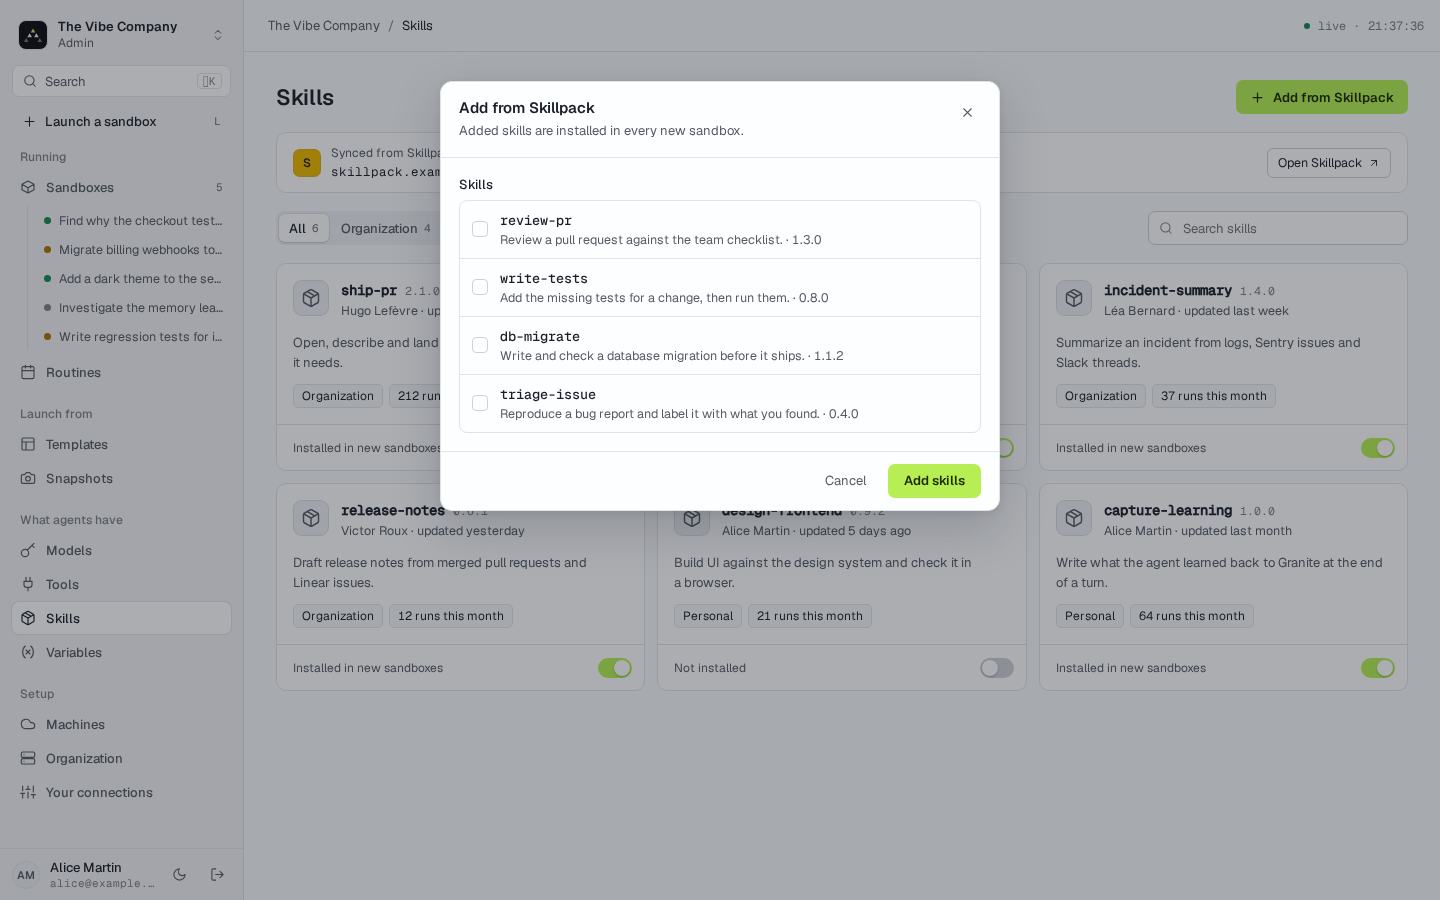 The Vibe Company
Admin
Search
K
Launch a sandbox
L
Running
Sandboxes
5
Find why the checkout test...
Migrate billing webhooks to...
Add a dark theme to the se...
Investigate the memory lea...
Write regression tests for i...
Routines
Launch from
Templates
Snapshots
What agents have
Models
Tools
Skills
Variables
Setup
Machines
Organization
Your connections
AM
Alice Martin
alice@example....
The Vibe Company / Skills
live · 21:37:36
Skills
Add from Skillpack
S
Synced from Skillpa
skillpack.exam
Open Skillpack
All 6
Organization 4
Search skills
ship-pr 2.1.0
Hugo Lefèvre · up
Open, describe and land
it needs.
Organization
212 run
Installed in new sandboxes
incident-summary 1.4.0
Léa Bernard · updated last week
Summarize an incident from logs, Sentry issues and
Slack threads.
Organization
37 runs this month
Installed in new sandboxes
release-notes
Victor Roux · updated yesterday
Draft release notes from merged pull requests and
Linear issues.
Organization
12 runs this month
Installed in new sandboxes
design-frontend 0.9.2
Alice Martin · updated 5 days ago
Build UI against the design system and check it in
a browser.
Personal
21 runs this month
Not installed
capture-learning 1.0.0
Alice Martin · updated last month
Write what the agent learned back to Granite at the end
of a turn.
Personal
64 runs this month
Installed in new sandboxes
Add from Skillpack
Added skills are installed in every new sandbox.
Skills
review-pr
Review a pull request against the team checklist. · 1.3.0
write-tests
Add the missing tests for a change, then run them. · 0.8.0
db-migrate
Write and check a database migration before it ships. · 1.1.2
triage-issue
Reproduce a bug report and label it with what you found. · 0.4.0
Cancel
Add skills